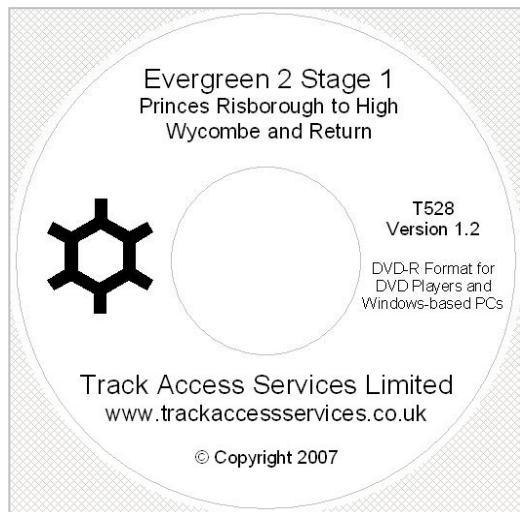 Evergreen 2 Stage 1
Princes Risborough to High
Wycombe and Return
T528
Version 1.2
DVD-R Format for
DVD Players and
Windows-based PCs
Track Access Services Limited
www.trackaccessservices.co.uk
© Copyright 2007